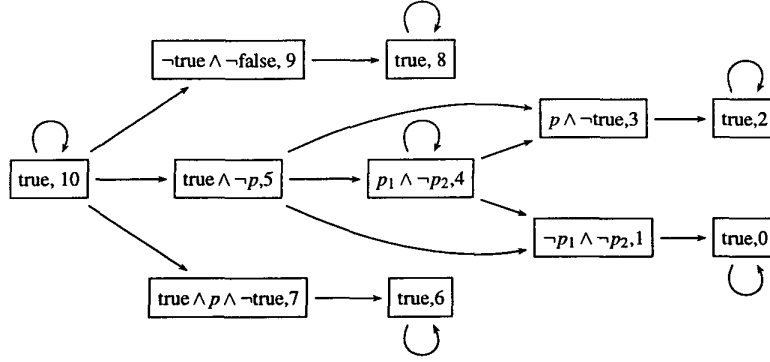 ¬true ∧ ¬false, 9
true, 8
p ∧ ¬true,3
true,2
true, 10
true ∧ ¬p,5
p₁ ∧ ¬p₂,4
¬p₁ ∧ ¬p₂,1
true,0
true ∧ p ∧ ¬true,7
true,6